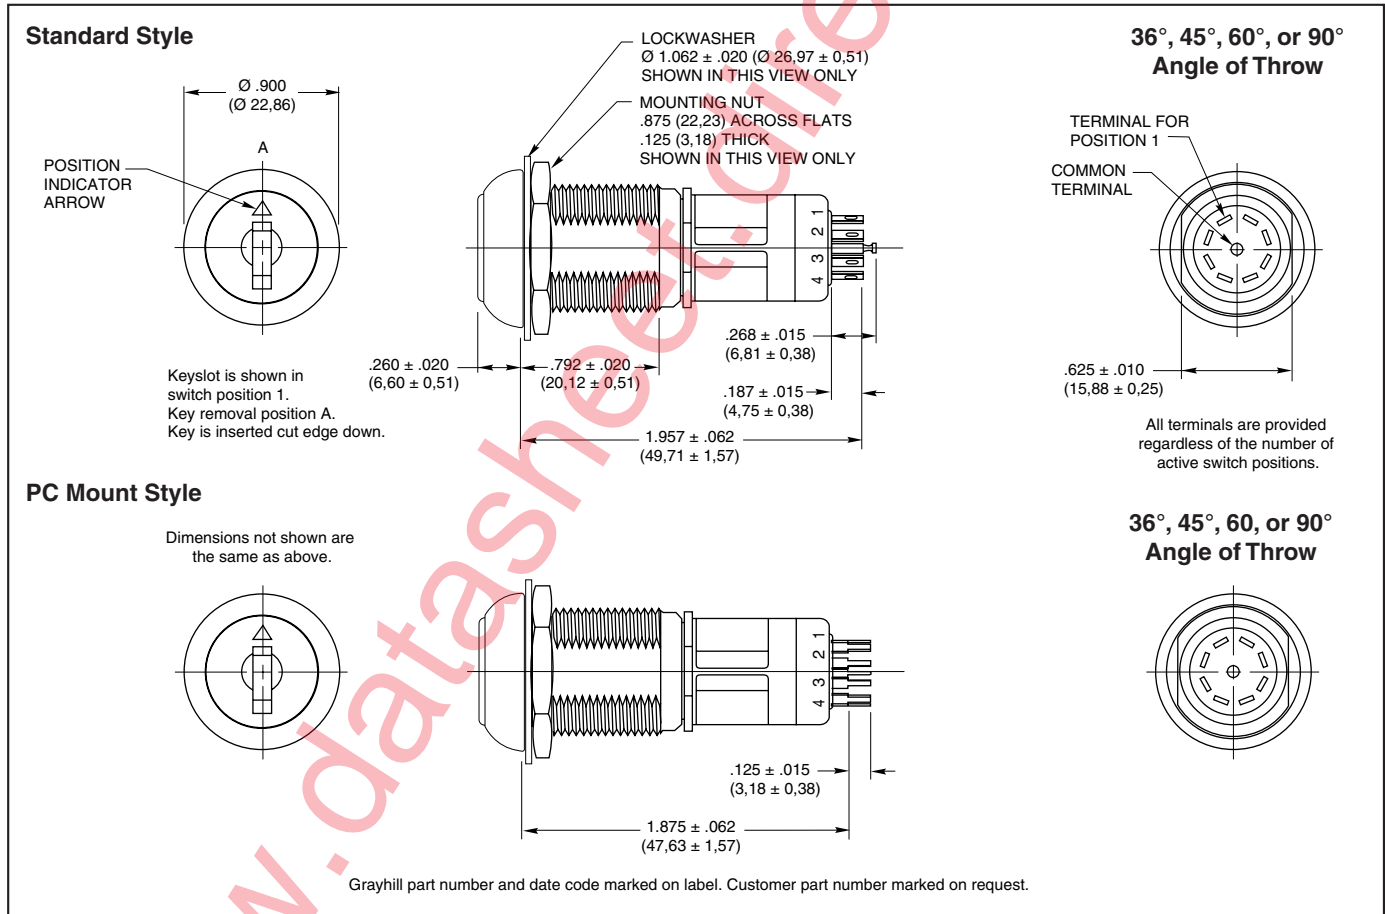 Standard Style
36°, 45°, 60°, or 90°
Angle of Throw
LOCKWASHER
Ø 1.062 ± .020 (Ø 26,97 ± 0,51)
SHOWN IN THIS VIEW ONLY
MOUNTING NUT
.875 (22,23) ACROSS FLATS
.125 (3,18) THICK
SHOWN IN THIS VIEW ONLY
Ø .900
(Ø 22,86)
A
POSITION
INDICATOR
ARROW
TERMINAL FOR
POSITION 1
COMMON
TERMINAL
1
2
3
4
.268 ± .015
(6,81 ± 0,38)
.260 ± .020
(6,60 ± 0,51)
.792 ± .020
(20,12 ± 0,51)
.187 ± .015
(4,75 ± 0,38)
1.957 ± .062
(49,71 ± 1,57)
.625 ± .010
(15,88 ± 0,25)
Keyslot is shown in
switch position 1.
Key removal position A.
Key is inserted cut edge down.
All terminals are provided
regardless of the number of
active switch positions.
PC Mount Style
Dimensions not shown are
the same as above.
36°, 45°, 60, or 90°
Angle of Throw
1
2
3
4
.125 ± .015
(3,18 ± 0,38)
1.875 ± .062
(47,63 ± 1,57)
Grayhill part number and date code marked on label. Customer part number marked on request.
w.datasheet.dire